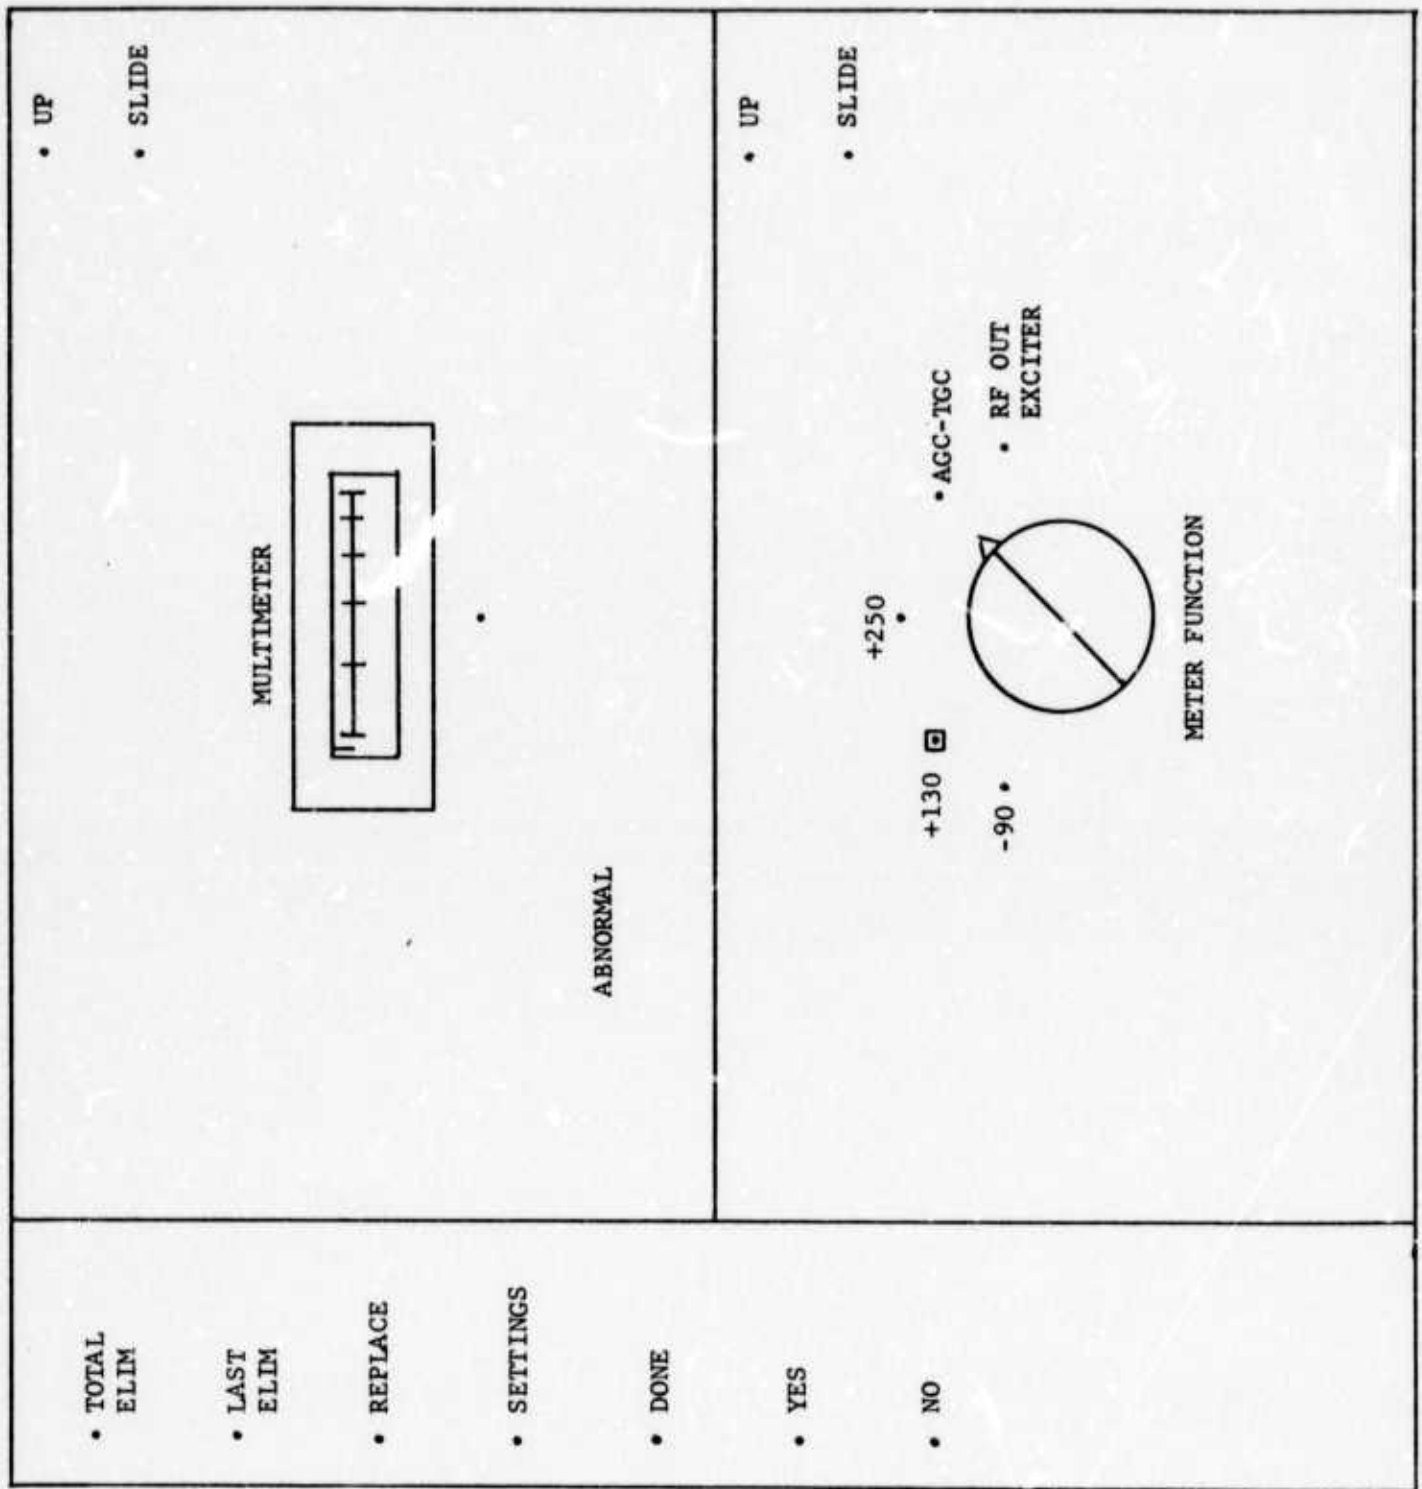 TOTAL
ELIM
LAST
ELIM
REPLACE
SETTINGS
DONE
YES
NO
UP
SLIDE
MULTIMETER
ABNORMAL
UP
SLIDE
+250
+130
AGC-TGC
-90
RF OUT
EXCITER
METER FUNCTION